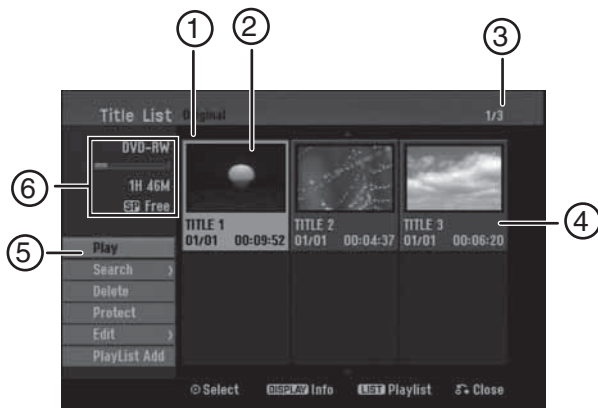 1 2 3
Title List Original 1/3
DVD-RW
1H 46M
SP Free
6
TITLE 1 TITLE 2 TITLE 3
01/01 00:09:52 01/01 00:04:37 01/01 00:06:20
4
5
Play
Search
Delete
Protect
Edit
PlayList Add
Select DISPLAY Info LIST Playlist Close